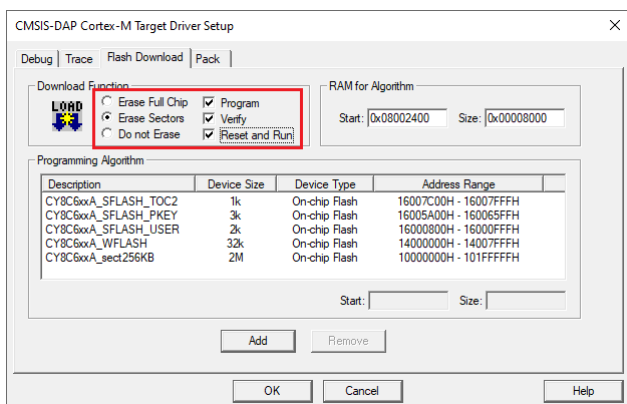 CMSIS-DAP Cortex-M Target Driver Setup
Debug Trace Flash Download Pack
Download Function
LOAD
Erase Full Chip Program
Erase Sectors Verify
Do not Erase Reset and Run
RAM for Algorithm
Start: 0x08002400 Size: 0x00008000
Programming Algorithm
Description Device Size Device Type Address Range
CY8C6xxA_SFLASH_TOC2 1k On-chip Flash 16007C00H - 16007FFFH
CY8C6xxA_SFLASH_PKEY 3k On-chip Flash 16005A00H - 160065FFH
CY8C6xxA_SFLASH_USER 2k On-chip Flash 16000800H - 16000FFFH
CY8C6xxA_WFLASH 32k On-chip Flash 14000000H - 14007FFFH
CY8C6xxA_sect256KB 2M On-chip Flash 10000000H - 101FFFFFH
Start: Size:
Add Remove
OK Cancel Help